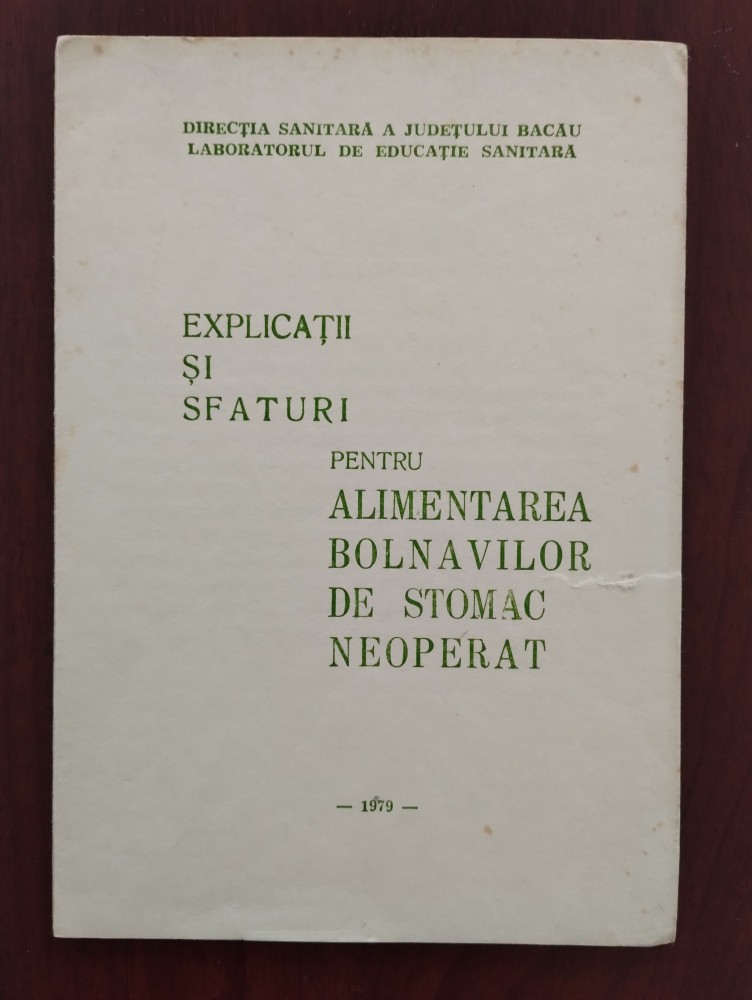 DIRECȚIA SANITARĂ A JUDEȚULUI BACĂU
LABORATORUL DE EDUCAȚIE SANITARĂ
EXPLICAȚII
ȘI
SFATURI
PENTRU
ALIMENTAREA
BOLNAVILOR
DE STOMAC
NEOPERAT
— 1979 —